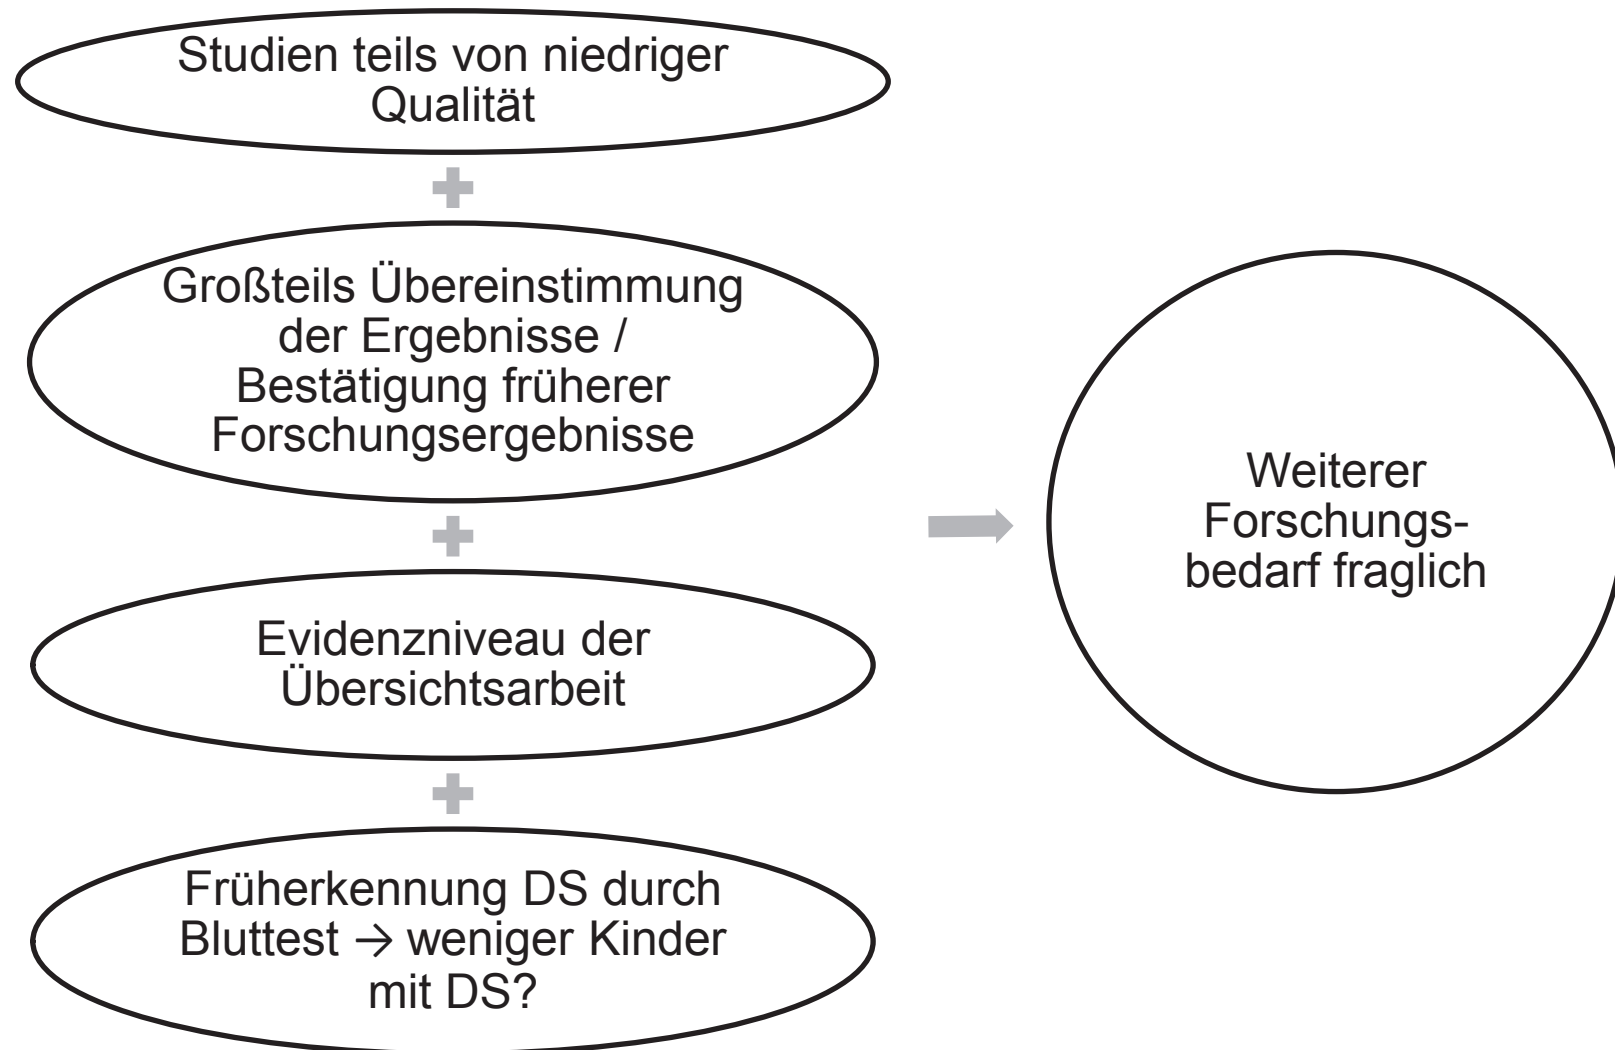 Studien teils von niedriger
Qualität
Großteils Übereinstimmung
der Ergebnisse /
Bestätigung früherer
Forschungsergebnisse
Evidenzniveau der
Übersichtsarbeit
Früherkennung DS durch
Bluttest → weniger Kinder
mit DS?
Weiterer
Forschungs-
bedarf fraglich